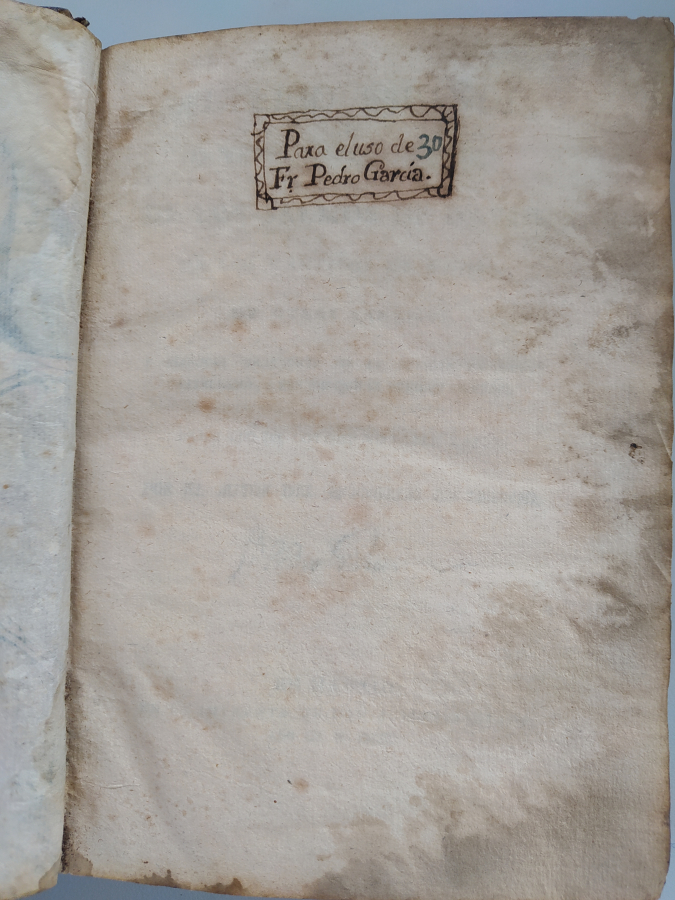 Para el uso de 30
Fr Pedro García.